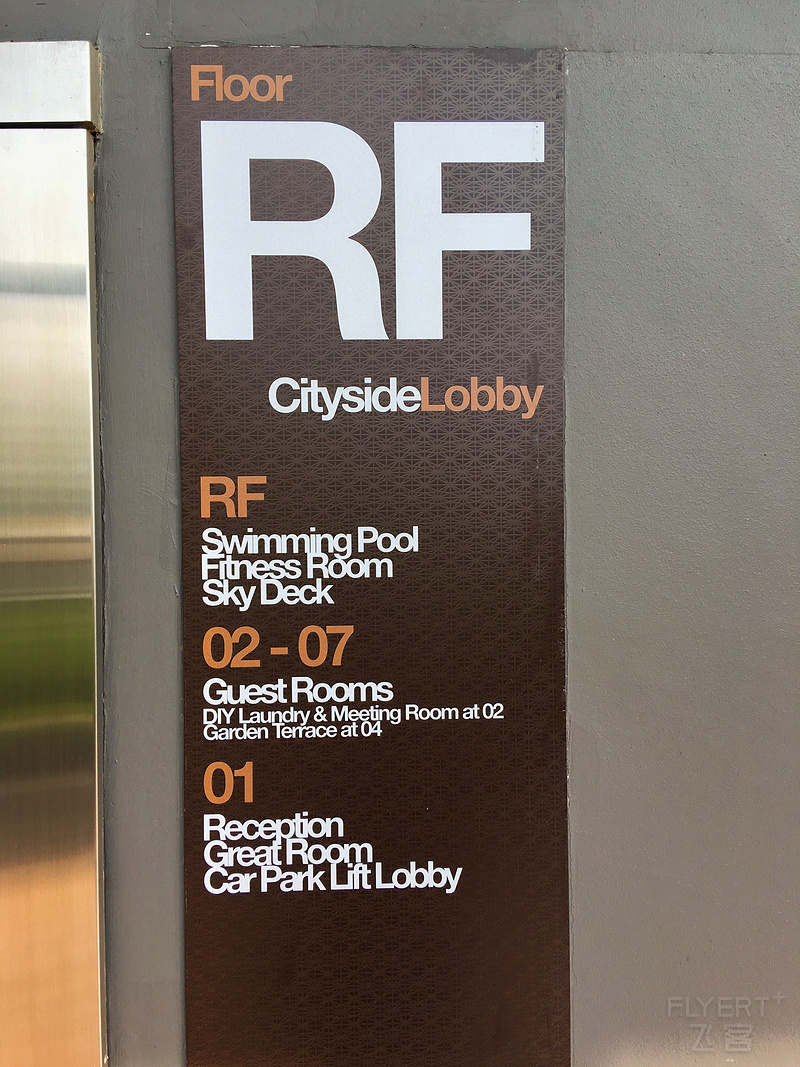 Floor
RF
CitysideLobby
RF
Swimming Pool
Fitness Room
Sky Deck
02 - 07
Guest Rooms
DIY Laundry & Meeting Room at 02
Garden Terrace at 04
01
Reception
Great Room
Car Park Lift Lobby
FLYERT+
飞客